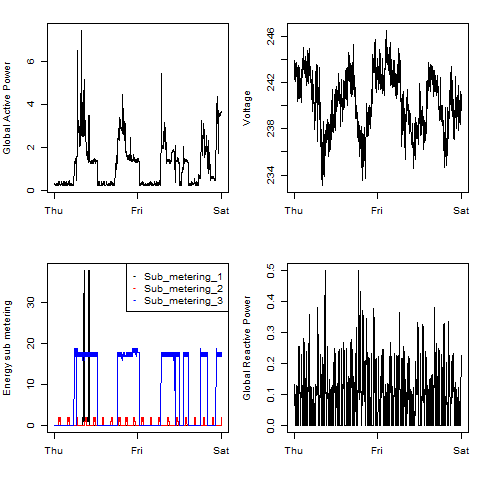 Global Active Power
6
4
2
0
Thu
Fri
Sat
Voltage
246
242
238
234
Thu
Fri
Sat
Energy sub metering
30
20
10
0
Sub_metering_1
Sub_metering_2
Sub_metering_3
Thu
Fri
Sat
Global Reactive Power
0.5
0.4
0.3
0.2
0.1
0.0
Thu
Fri
Sat